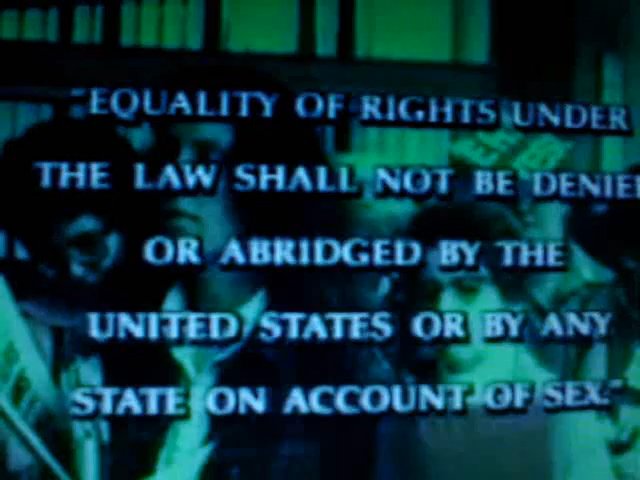 "EQUALITY OF RIGHTS UNDER
THE LAW SHALL NOT BE DENIE
OR ABRIDGED BY THE
UNITED STATES OR BY ANY
STATE ON ACCOUNT OF SEX."